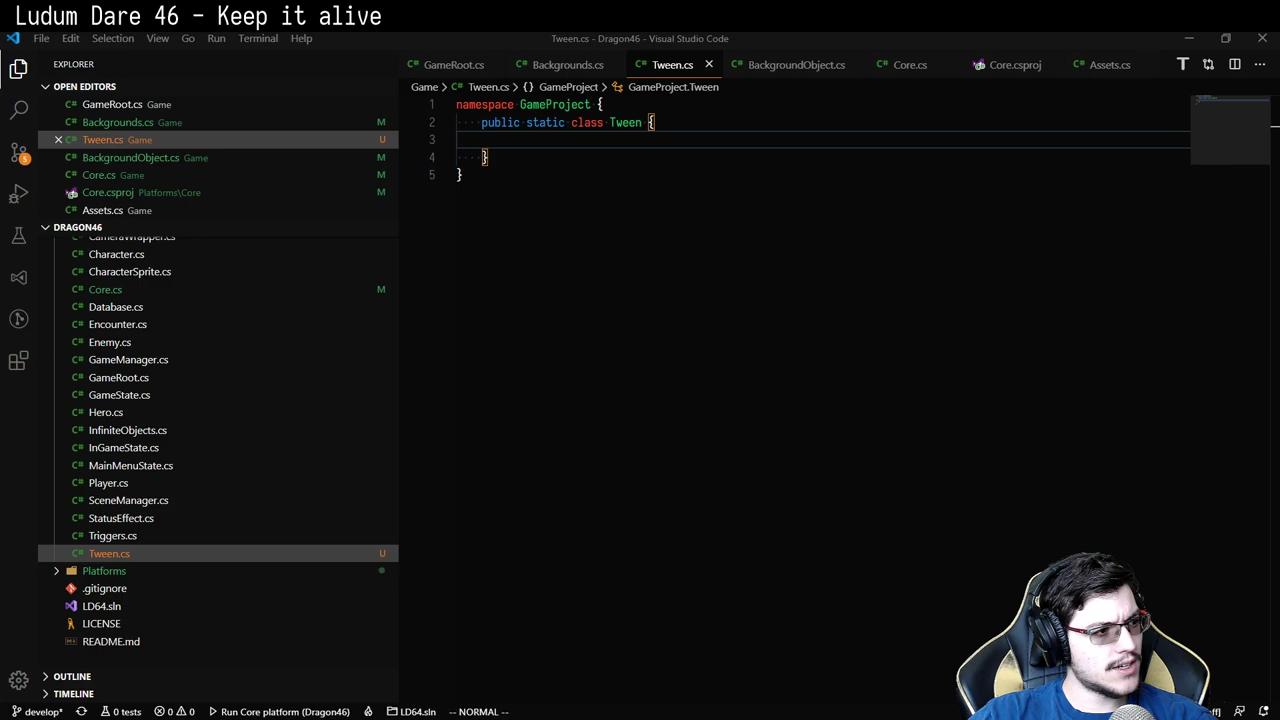 Ludum Dare 46 - Keep it alive
File Edit Selection View Go Run Terminal Help
Tween.cs - Dragon46 - Visual Studio Code
EXPLORER
GameRoot.cs Backgrounds.cs Tween.cs BackgroundObject.cs Core.cs Core.csproj Assets.cs
OPEN EDITORS
Game > Tween.cs > {} GameProject > GameProject.Tween
GameRoot.cs Game
Backgrounds.cs Game M
Tween.cs Game U
BackgroundObject.cs Game M
Core.cs Game M
Core.csproj Platforms\Core M
Assets.cs Game
1 namespace GameProject {
2 public static class Tween {
3
4 }
5 }
5
DRAGON46
CameraWrapper.cs
Character.cs
CharacterSprite.cs
Core.cs M
Database.cs
Encounter.cs
Enemy.cs
GameManager.cs
GameRoot.cs
GameState.cs
Hero.cs
InfiniteObjects.cs
InGameState.cs
MainMenuState.cs
Player.cs
SceneManager.cs
StatusEffect.cs
Triggers.cs
Tween.cs U
Platforms
.gitignore
LD64.sln
LICENSE
README.md
OUTLINE
TIMELINE
develop* 0 tests 0 0 Run Core platform (Dragon46) LD64.sln -- NORMAL --